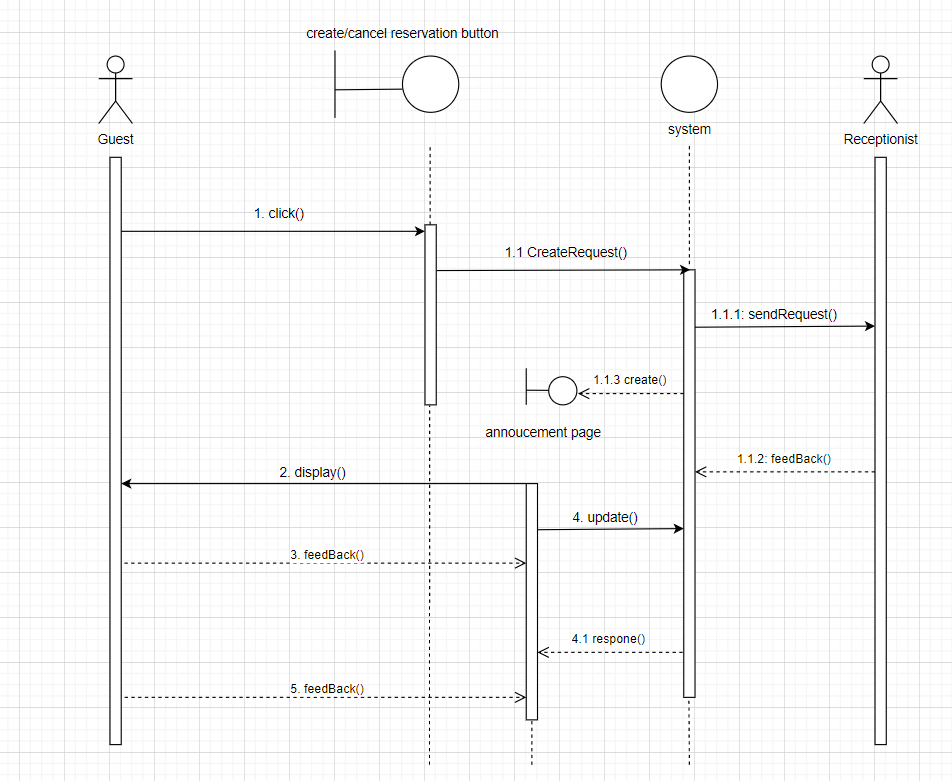 create/cancel reservation button
Guest
system
Receptionist
1. click()
1.1 CreateRequest()
1.1.1: sendRequest()
1.1.3 create()
annoucement page
1.1.2: feedBack()
2. display()
4. update()
3. feedBack()
4.1 respone()
5. feedBack()